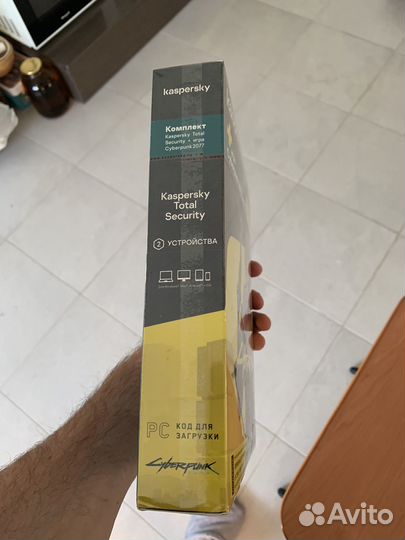 kaspersky
Комплект
Kaspersky Total
Security + игра
Cyberpunk 2077
Kaspersky
Total
Security
2 УСТРОЙСТВА
PC КОД ДЛЯ
ЗАГРУЗКИ
Cyberpunk
Avito